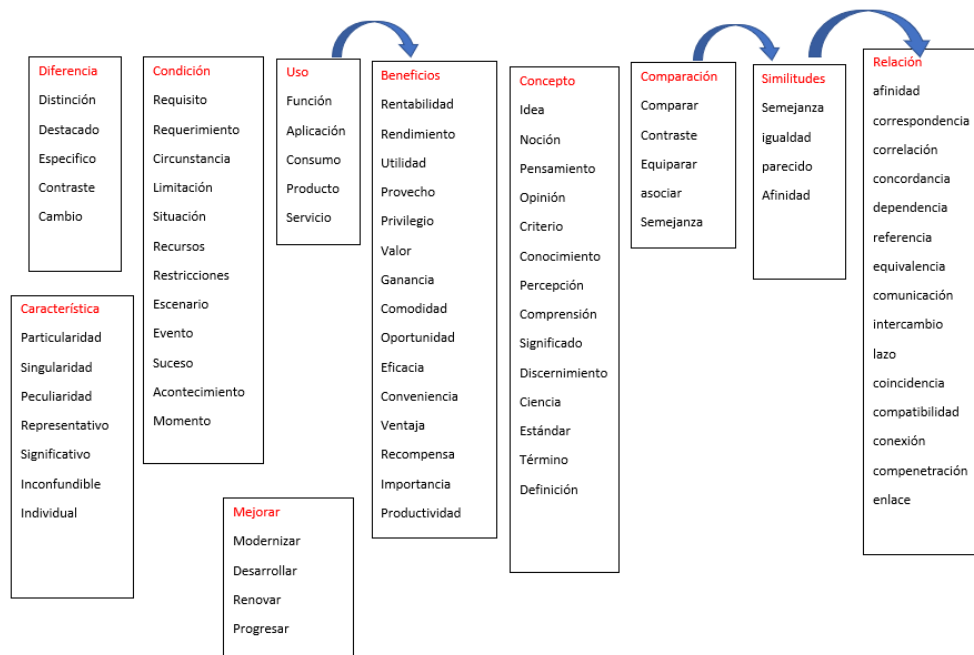 Diferencia
Distinción
Destacado
Especifico
Contraste
Cambio
Característica
Particularidad
Singularidad
Peculiaridad
Representativo
Significativo
Inconfundible
Individual
Condición
Requisito
Requerimiento
Circunstancia
Limitación
Situación
Recursos
Restricciones
Escenario
Evento
Suceso
Acontecimiento
Momento
Uso
Función
Aplicación
Consumo
Producto
Servicio
Mejorar
Modernizar
Desarrollar
Renovar
Progresar
Beneficios
Rentabilidad
Rendimiento
Utilidad
Provecho
Privilegio
Valor
Ganancia
Comodidad
Oportunidad
Eficacia
Conveniencia
Ventaja
Recompensa
Importancia
Productividad
Concepto
Idea
Noción
Pensamiento
Opinión
Criterio
Conocimiento
Percepción
Comprensión
Significado
Discernimiento
Ciencia
Estándar
Término
Definición
Comparación
Comparar
Contraste
Equiparar
asociar
Semejanza
Similitudes
Semejanza
igualdad
parecido
Afinidad
Relación
afinidad
correspondencia
correlación
concordancia
dependencia
referencia
equivalencia
comunicación
intercambio
lazo
coincidencia
compatibilidad
conexión
compenetración
enlace